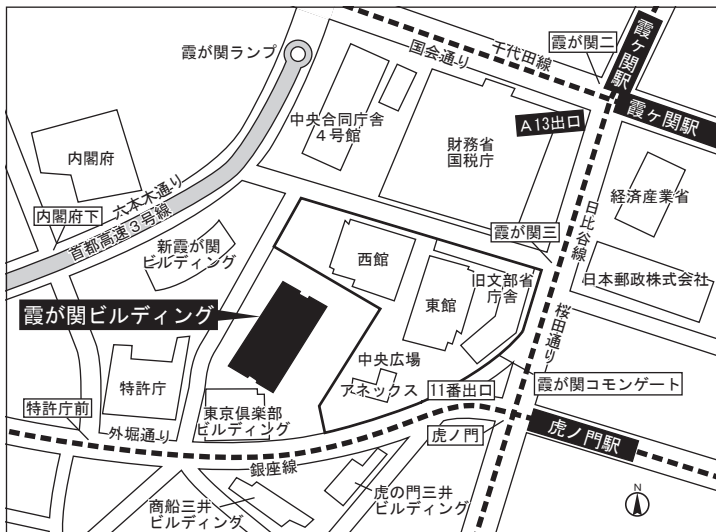 霞が関ランプ
国会通り
千代田線
霞が関二
霞ヶ関駅
霞ヶ関駅
中央合同庁舎
4号館
財務省
国税庁
A13出口
内閣府
内閣府下
六本木通り
首都高速3号線
経済産業省
日比谷線
霞が関三
新霞が関
ビルディング
西館
東館
旧文部省
庁舎
日本郵政株式会社
霞が関ビルディング
桜田通り
中央広場
アネックス
特許庁
特許庁前
外堀通り
東京倶楽部
ビルディング
11番出口
霞が関コモンゲート
虎ノ門
虎ノ門駅
銀座線
商船三井
ビルディング
虎の門三井
ビルディング
N